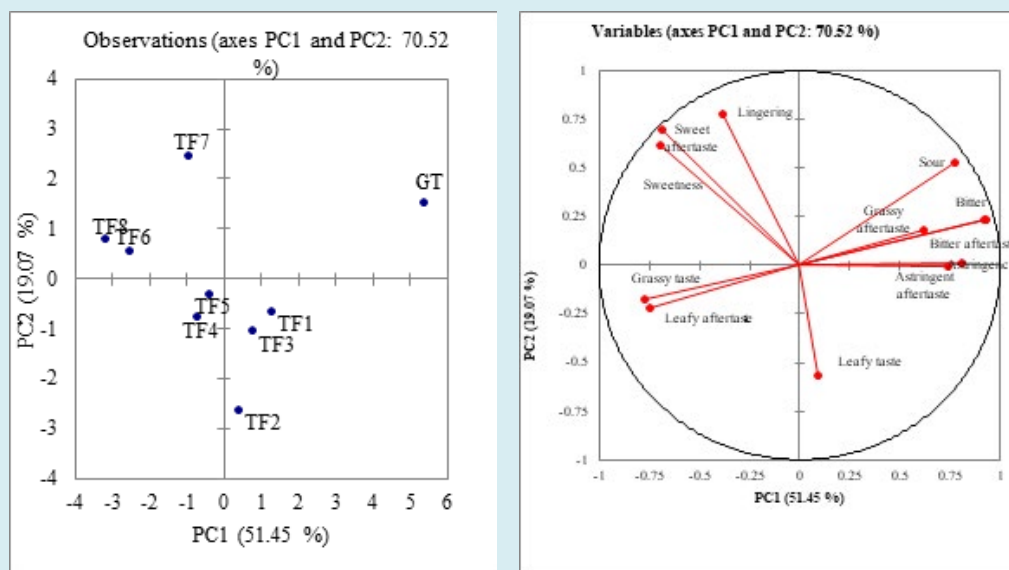 Observations (axes PC1 and PC2: 70.52
%)
4
3
2
1
0
-1
-2
-3
-4
PC2 (19.07 %)
TF7
GT
TF8
TF6
TF5
TF4
TF1
TF3
TF2
-4 -3 -2 -1 0 1 2 3 4 5 6
PC1 (51.45 %)
Variables (axes PC1 and PC2: 70.52 %)
1
0.75
0.5
0.25
0
-0.25
-0.5
-0.75
-1
PC2 (19.07 %)
Lingering
Sweet
aftertaste
Sweetness
Sour
Bitter
Grassy
aftertaste
Bitter aftertast
Astringenc
Astringent
aftertaste
Grassy taste
Leafy aftertaste
Leafy taste
-1 -0.75 -0.5 -0.25 0 0.25 0.5 0.75 1
PC1 (51.45 %)